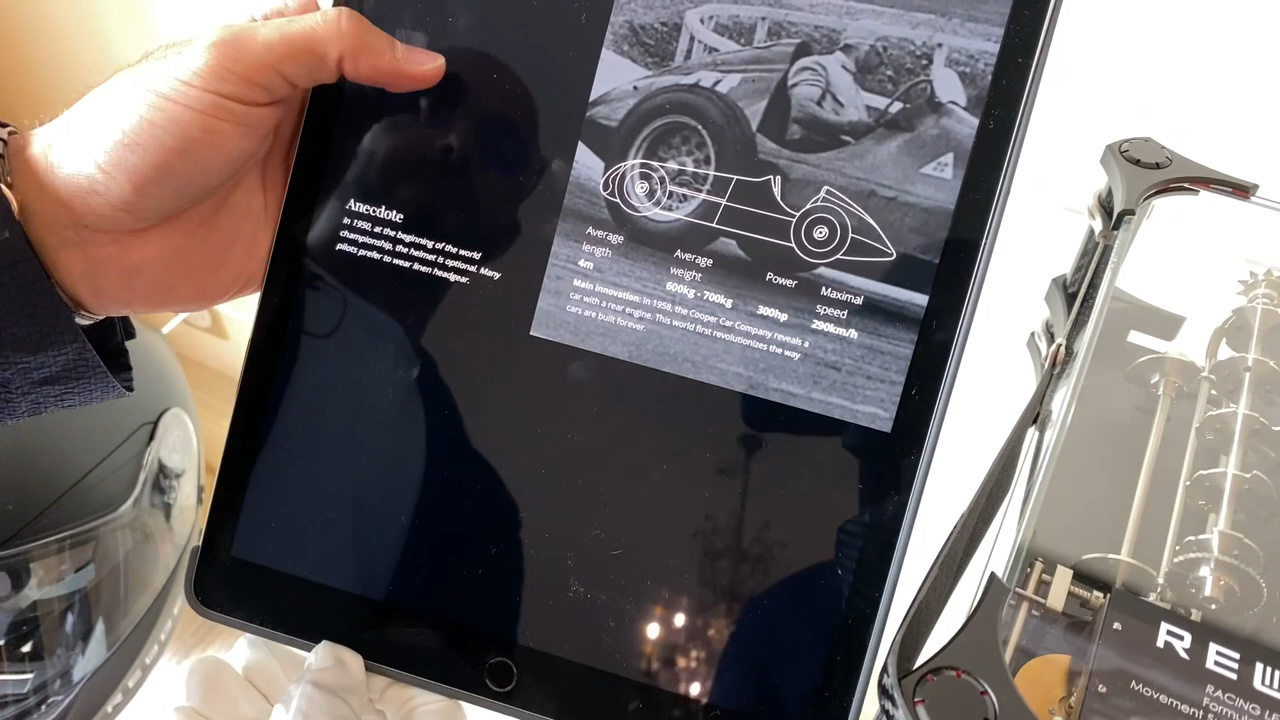 Anecdote
In 1950, at the beginning of the world
championship, the helmet is optional. Many
pilots prefer to wear linen headgear.
Average
length
4m
Average
weight
600kg - 700kg
Power
300hp
Maximal
speed
290km/h
Main innovation: In 1958, the Cooper Car Company reveals a
car with a rear engine. This world first revolutionizes the way
cars are built forever.
RACING
Movement